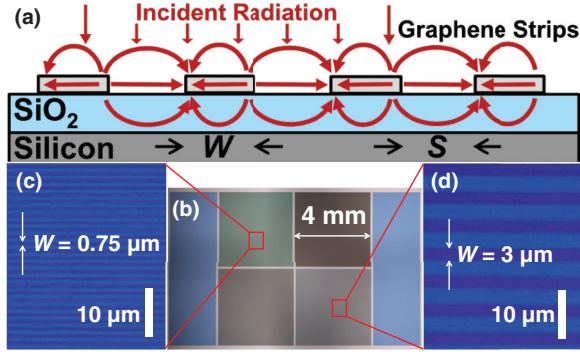 (a)
Incident Radiation
Graphene Strips
SiO₂
Silicon
W
S
(c)
W = 0.75 µm
10 µm
(b)
4 mm
(d)
W = 3 µm
10 µm